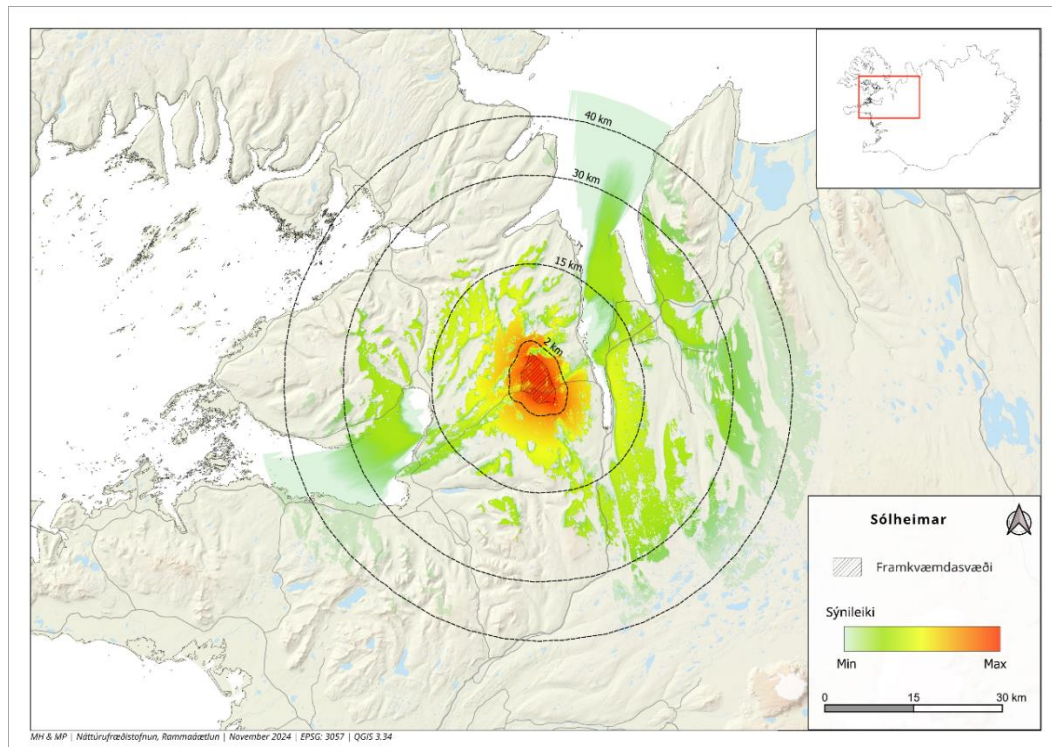 40 km
30 km
15 km
2 km
Sólheimar
Framkvæmdasvæði
Sýnileiki
Min Max
0 15 30 km
MH & MP | Náttúrufræðistofnun, Rammaáætlun | November 2024 | EPSG: 3057 | QGIS 3.34